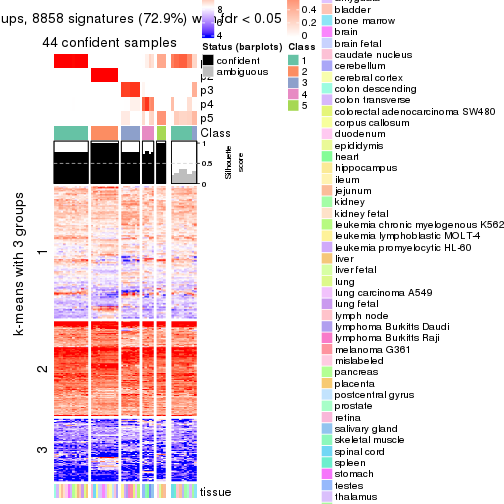 ups, 8858 signatures (72.9%) with fdr < 0.05
44 confident samples
p3
p4
p5
Class
1
0.5
0
Silhouette
score
k-means with 3 groups
1
2
3
tissue
8
6
4
2
0.4
0.2
0
Status (barplots)
confident
ambiguous
Class
1
2
3
4
5
bladder
bone marrow
brain
brain fetal
caudate nucleus
cerebellum
cerebral cortex
colon descending
colon transverse
colorectal adenocarcinoma SW480
corpus callosum
duodenum
epididymis
heart
hippocampus
ileum
jejunum
kidney
kidney fetal
leukemia chronic myelogenous K562
leukemia lymphoblastic MOLT-4
leukemia promyelocytic HL-60
liver
liver fetal
lung
lung carcinoma A549
lung fetal
lymph node
lymphoma Burkitts Daudi
lymphoma Burkitts Raji
melanoma G361
mislabeled
pancreas
placenta
postcentral gyrus
prostate
retina
salivary gland
skeletal muscle
spinal cord
spleen
stomach
testes
thalamus